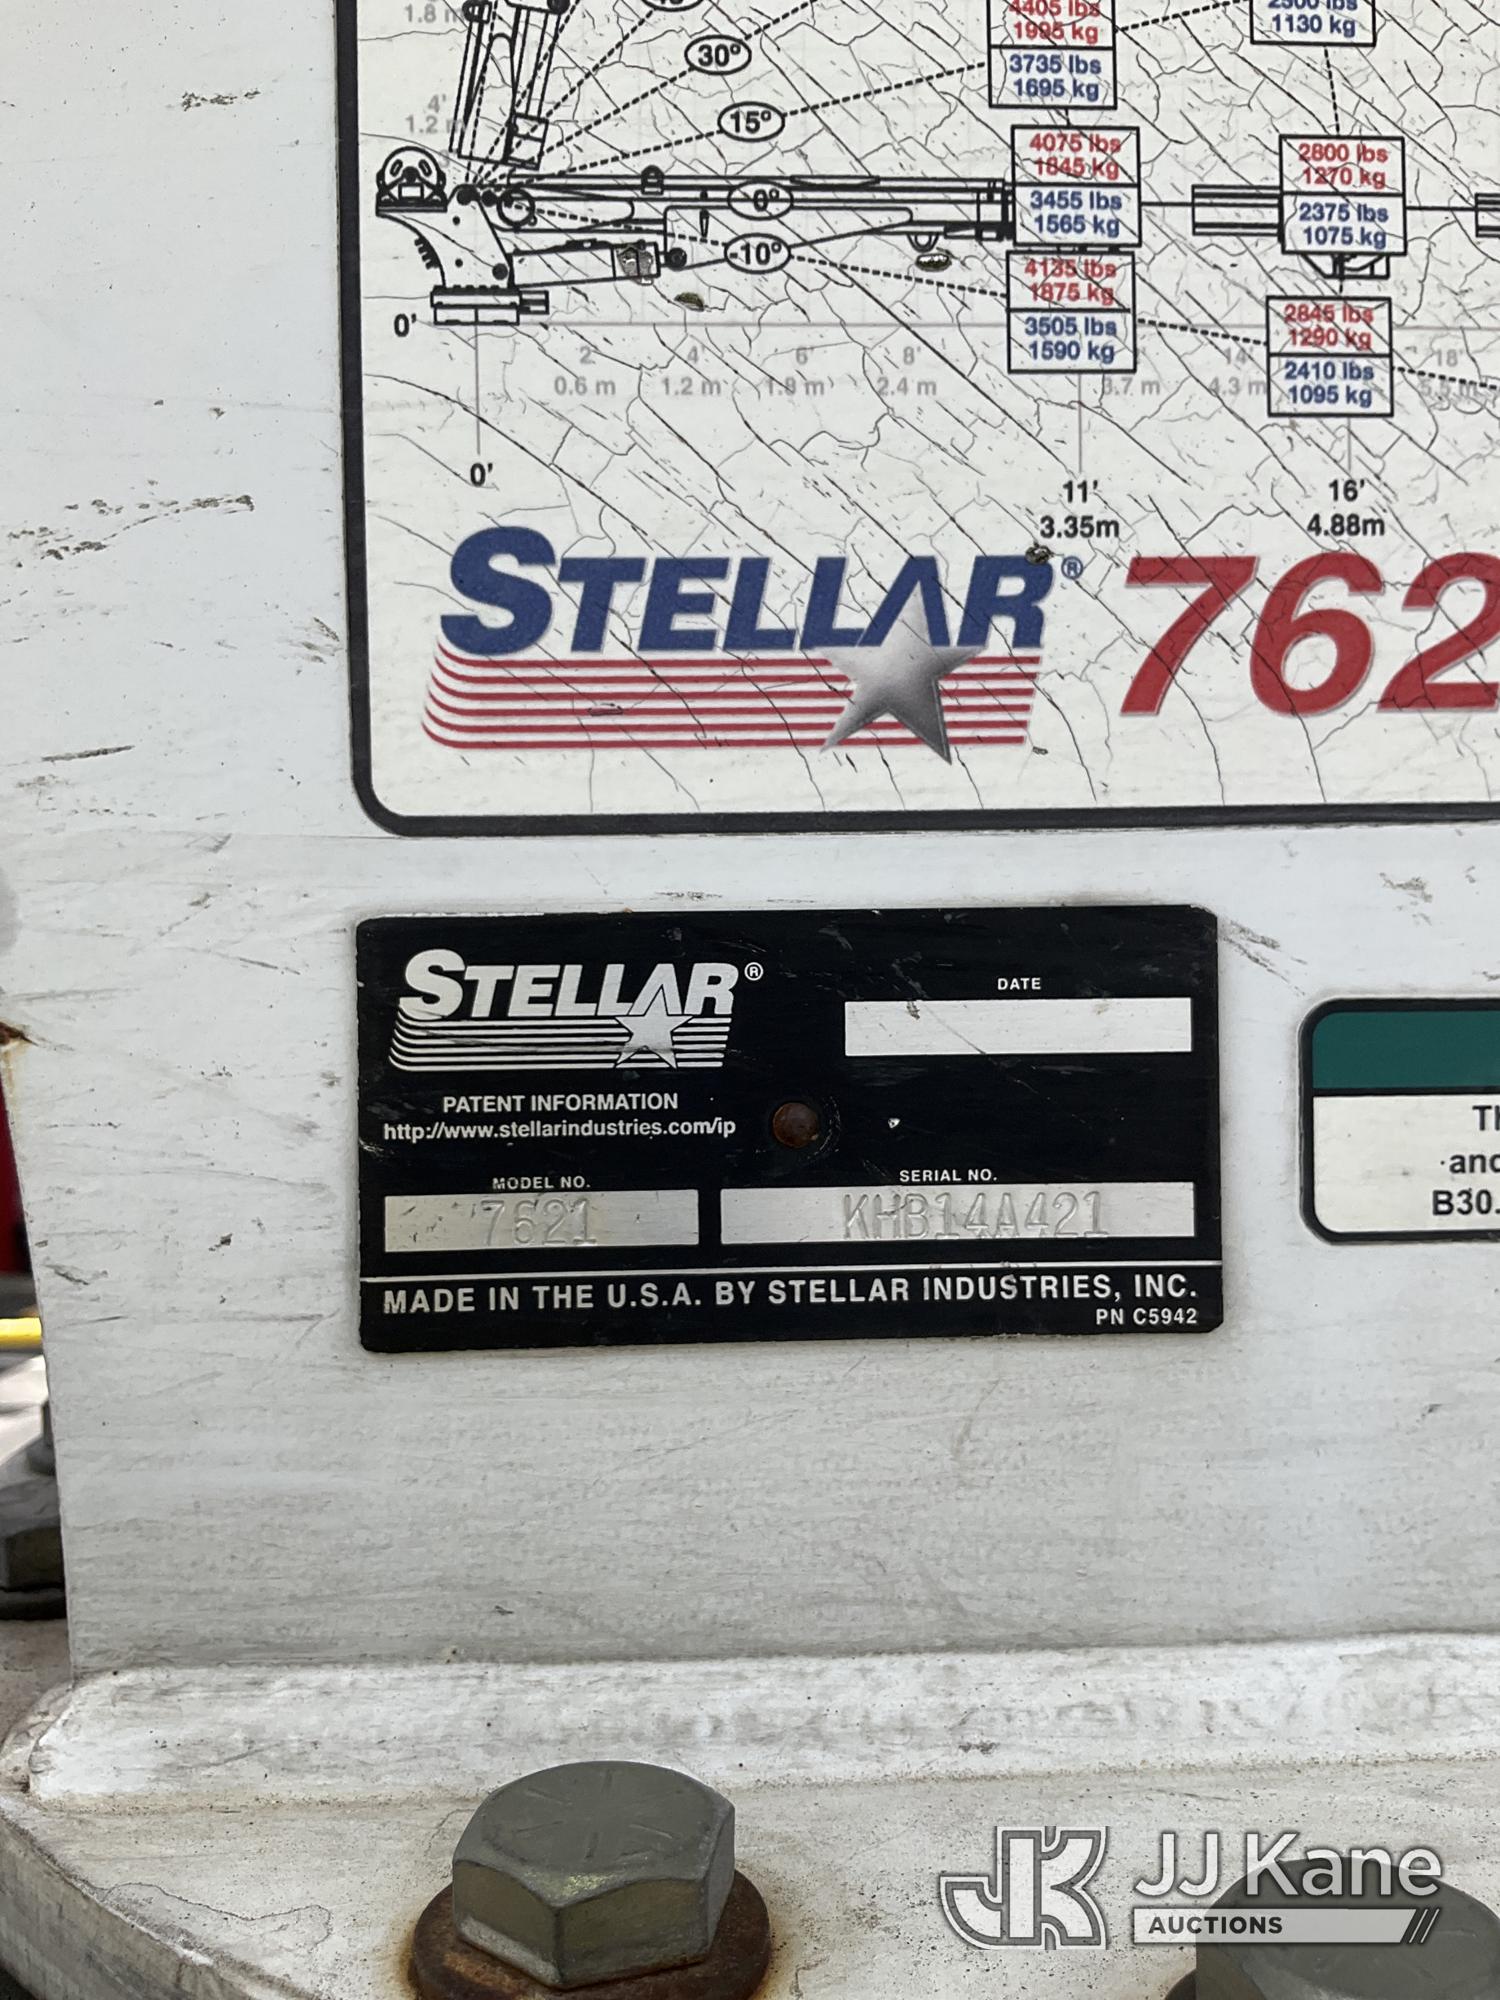 1.8 m
30°
4405 lbs
1995 kg
3735 lbs
1695 kg
2500 lbs
1130 kg
4'
1.2 m
15°
4075 lbs
1845 kg
3455 lbs
1565 kg
2800 lbs
1270 kg
2375 lbs
1075 kg
0°
-10°
4135 lbs
1875 kg
3505 lbs
1590 kg
2845 lbs
1290 kg
2410 lbs
1095 kg
0'
2' 4' 6' 8' 14' 18'
0.6 m 1.2 m 1.8 m 2.4 m 3.7 m 4.3 m 5.5 m
0' 11' 16'
3.35m 4.88m
STELLAR® 762
STELLAR®
DATE
PATENT INFORMATION
http://www.stellarindustries.com/ip
MODEL NO. SERIAL NO.
7621 KHB14A421
MADE IN THE U.S.A. BY STELLAR INDUSTRIES, INC.
PN C5942
B30.
JJ Kane
AUCTIONS